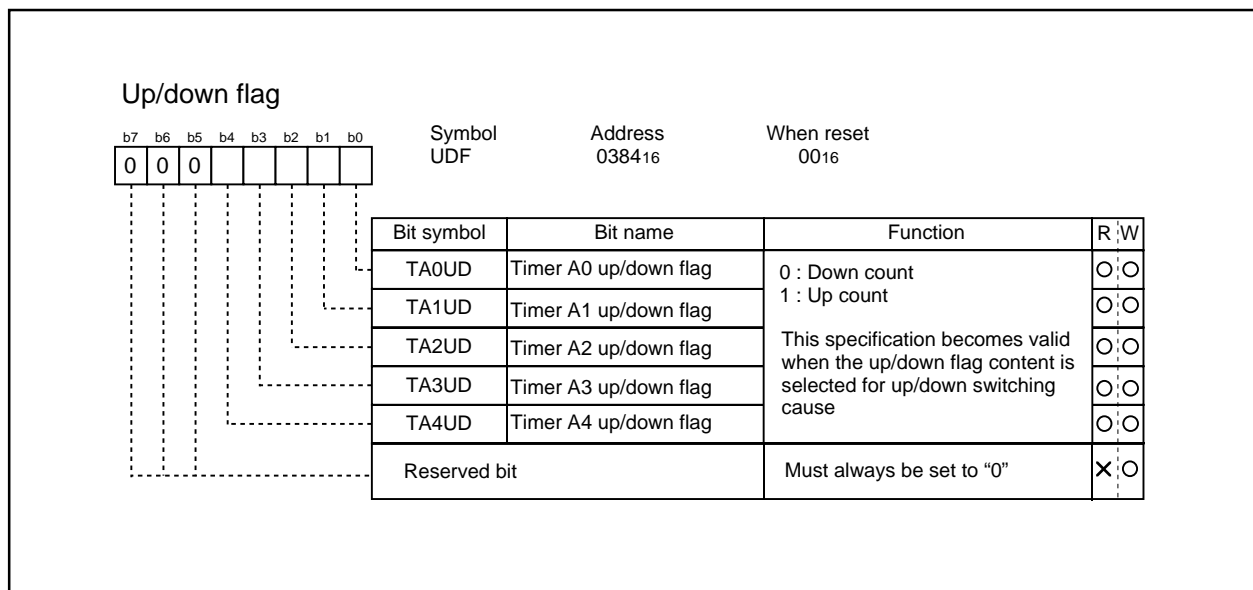 Up/down flag
b7 b6 b5 b4 b3 b2 b1 b0
0 0 0
Symbol Address When reset
UDF 038416 0016
Bit symbol Bit name Function R W
TA0UD Timer A0 up/down flag
TA1UD Timer A1 up/down flag
TA2UD Timer A2 up/down flag
TA3UD Timer A3 up/down flag
TA4UD Timer A4 up/down flag
0 : Down count
1 : Up count
This specification becomes valid
when the up/down flag content is
selected for up/down switching
cause
Reserved bit Must always be set to “0”